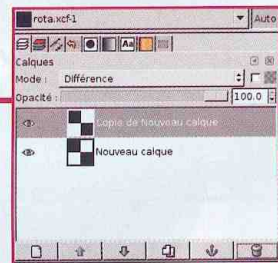 rota.xcf-1 Auto
Calques
Mode : Différence
Opacité : 100.0
Copie de Nouveau calque
Nouveau calque